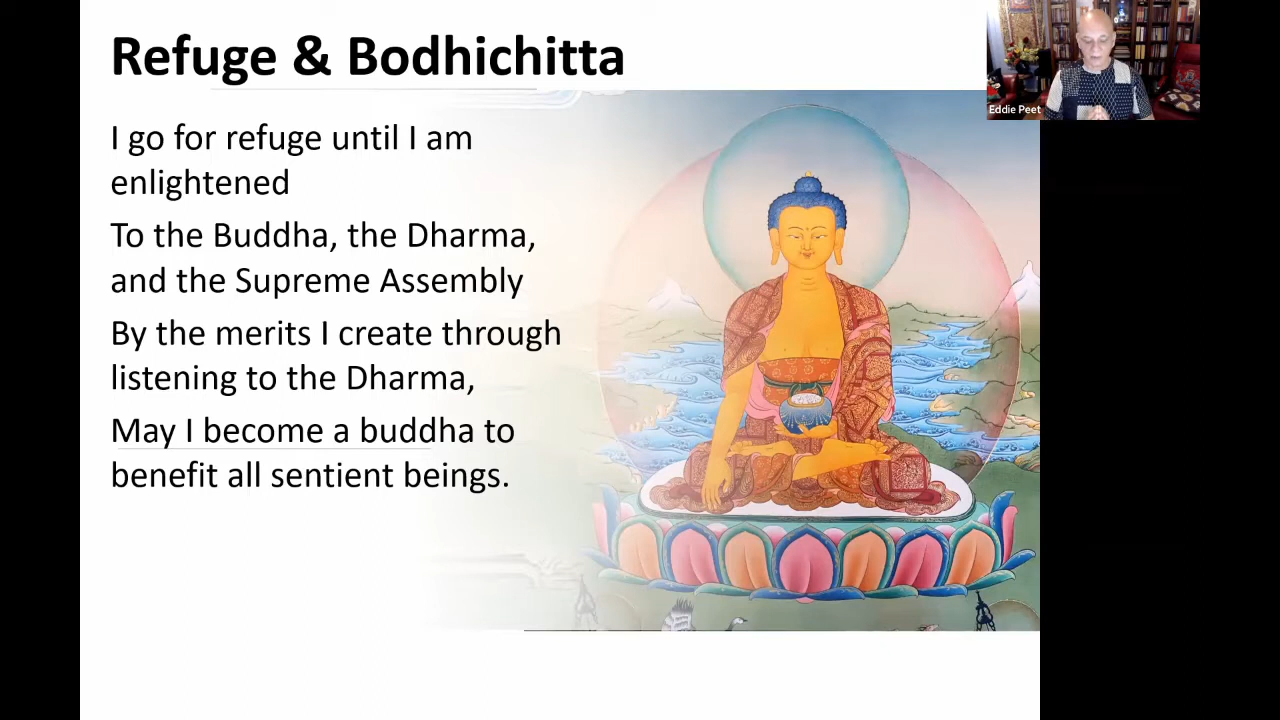 Refuge & Bodhichitta
Eddie Peet
I go for refuge until I am
enlightened
To the Buddha, the Dharma,
and the Supreme Assembly
By the merits I create through
listening to the Dharma,
May I become a buddha to
benefit all sentient beings.